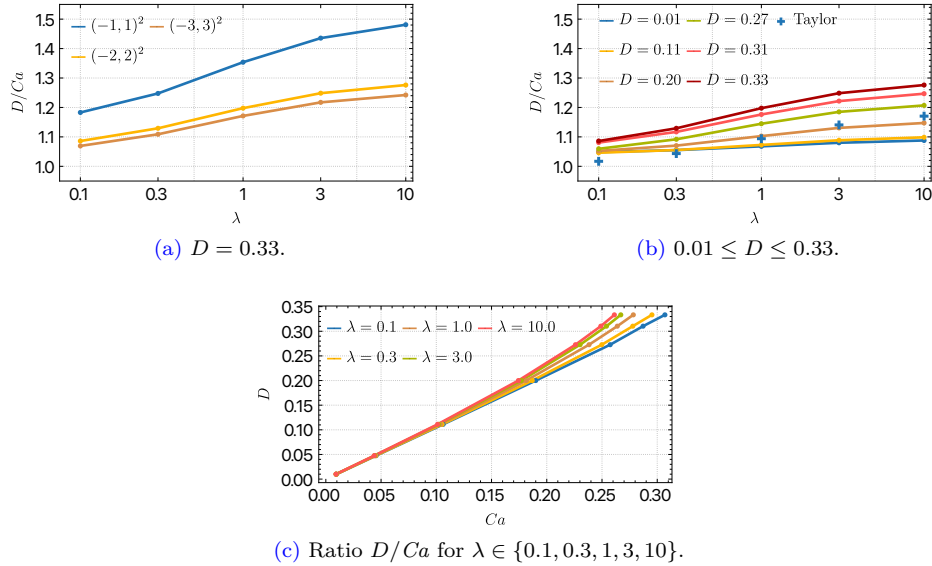 (−1, 1)² (−3, 3)²
(−2, 2)²
D/Ca
1.5
1.4
1.3
1.2
1.1
1.0
0.1 0.3 1 3 10
λ
(a) D = 0.33.
D = 0.01 D = 0.27 Taylor
D = 0.11 D = 0.31
D = 0.20 D = 0.33
D/Ca
1.5
1.4
1.3
1.2
1.1
1.0
0.1 0.3 1 3 10
λ
(b) 0.01 ≤ D ≤ 0.33.
λ = 0.1 λ = 1.0 λ = 10.0
λ = 0.3 λ = 3.0
D
0.35
0.30
0.25
0.20
0.15
0.10
0.05
0.00
0.00 0.05 0.10 0.15 0.20 0.25 0.30
Ca
(c) Ratio D/Ca for λ ∈ {0.1, 0.3, 1, 3, 10}.